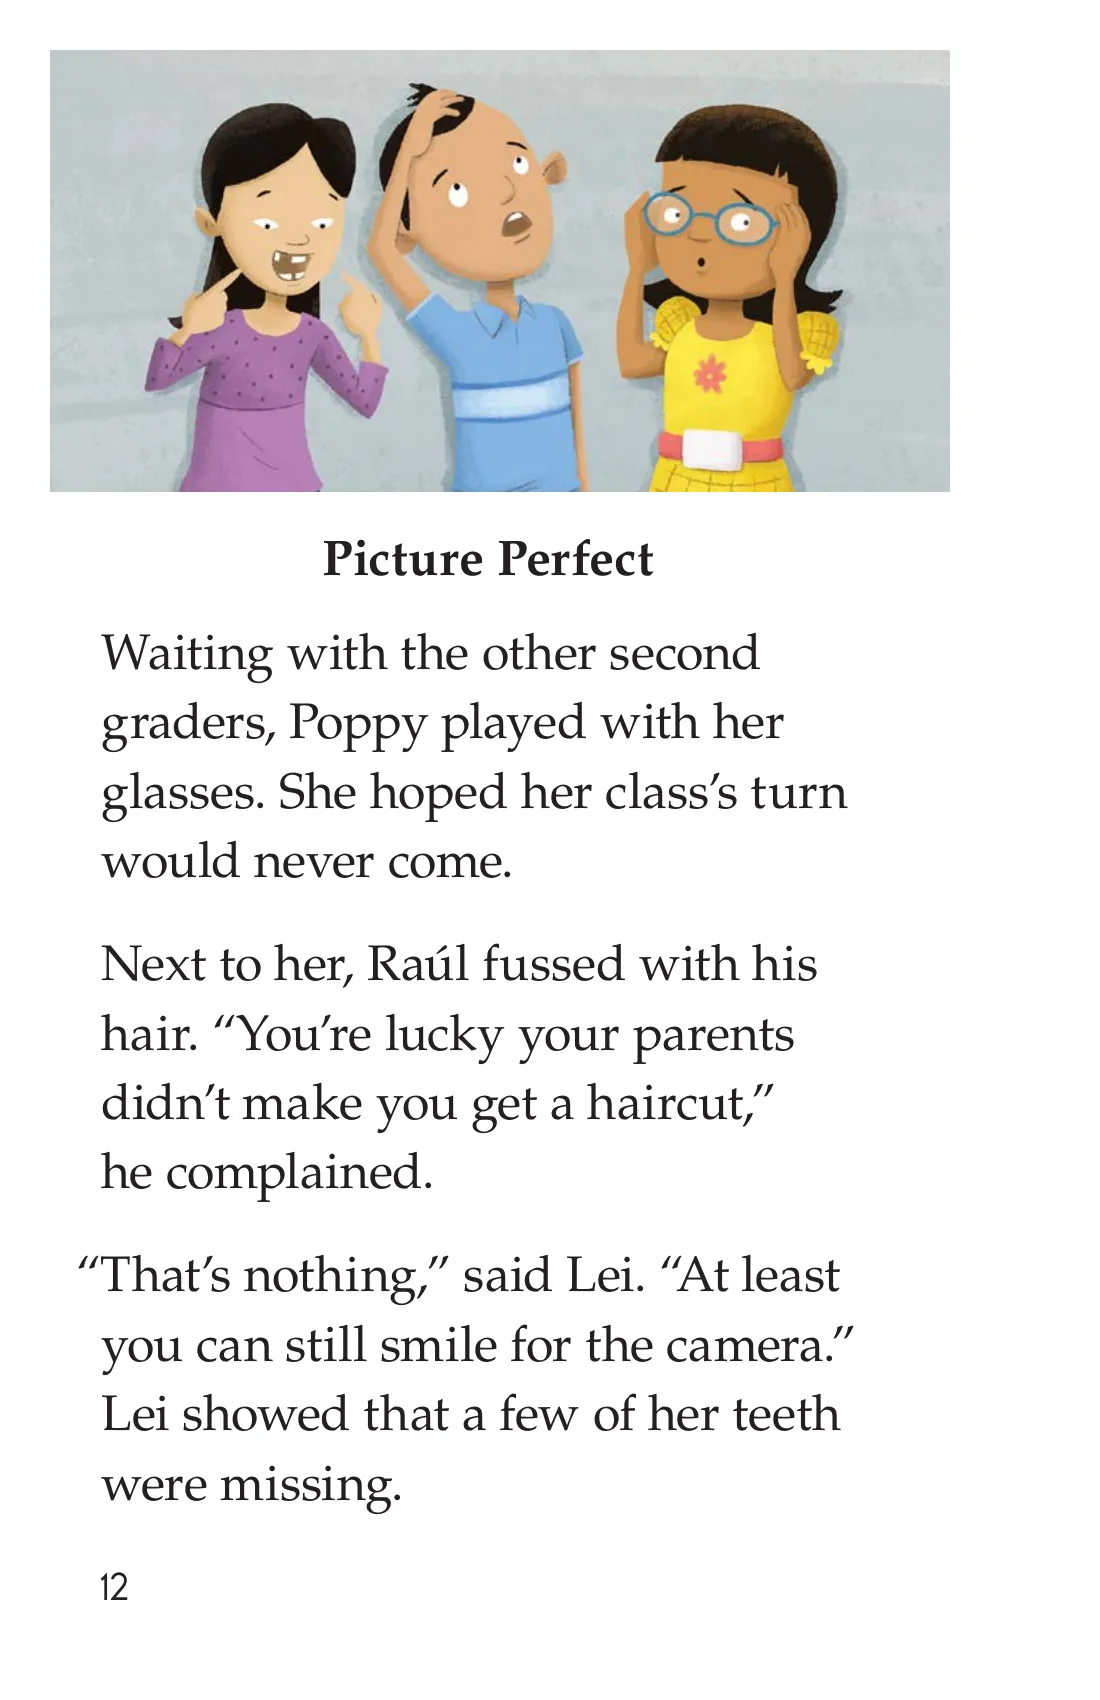 Picture Perfect
Waiting with the other second
graders, Poppy played with her
glasses. She hoped her class’s turn
would never come.
Next to her, Raúl fussed with his
hair. “You’re lucky your parents
didn’t make you get a haircut,”
he complained.
“That’s nothing,” said Lei. “At least
you can still smile for the camera.”
Lei showed that a few of her teeth
were missing.
12